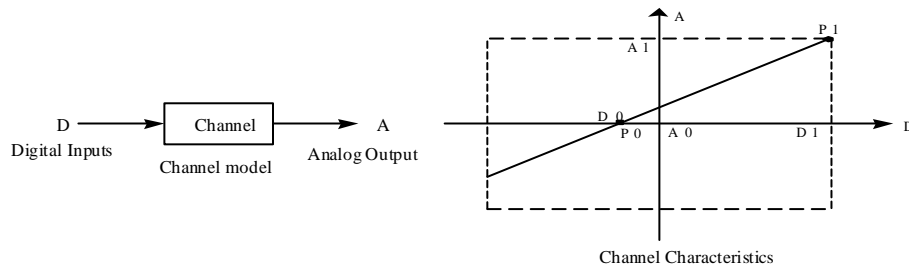 D
Channel
A
Digital Inputs
Analog Output
Channel model
A
P 1
A 1
D 0
P 0
A 0
D 1
D
Channel Characteristics